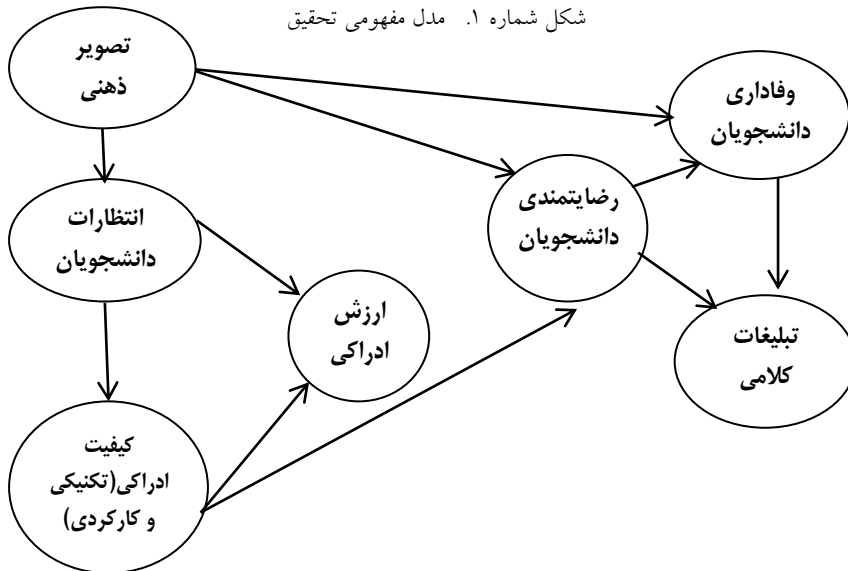 شکل شماره ۱. مدل مفهومی تحقیق
تصویر
ذهنی
وفاداری
دانشجویان
رضایتمندی
دانشجویان
انتظارات
دانشجویان
ارزش
ادراکی
تبلیغات
کلامی
کیفیت
ادراکی(تکنیکی
و کارکردی)